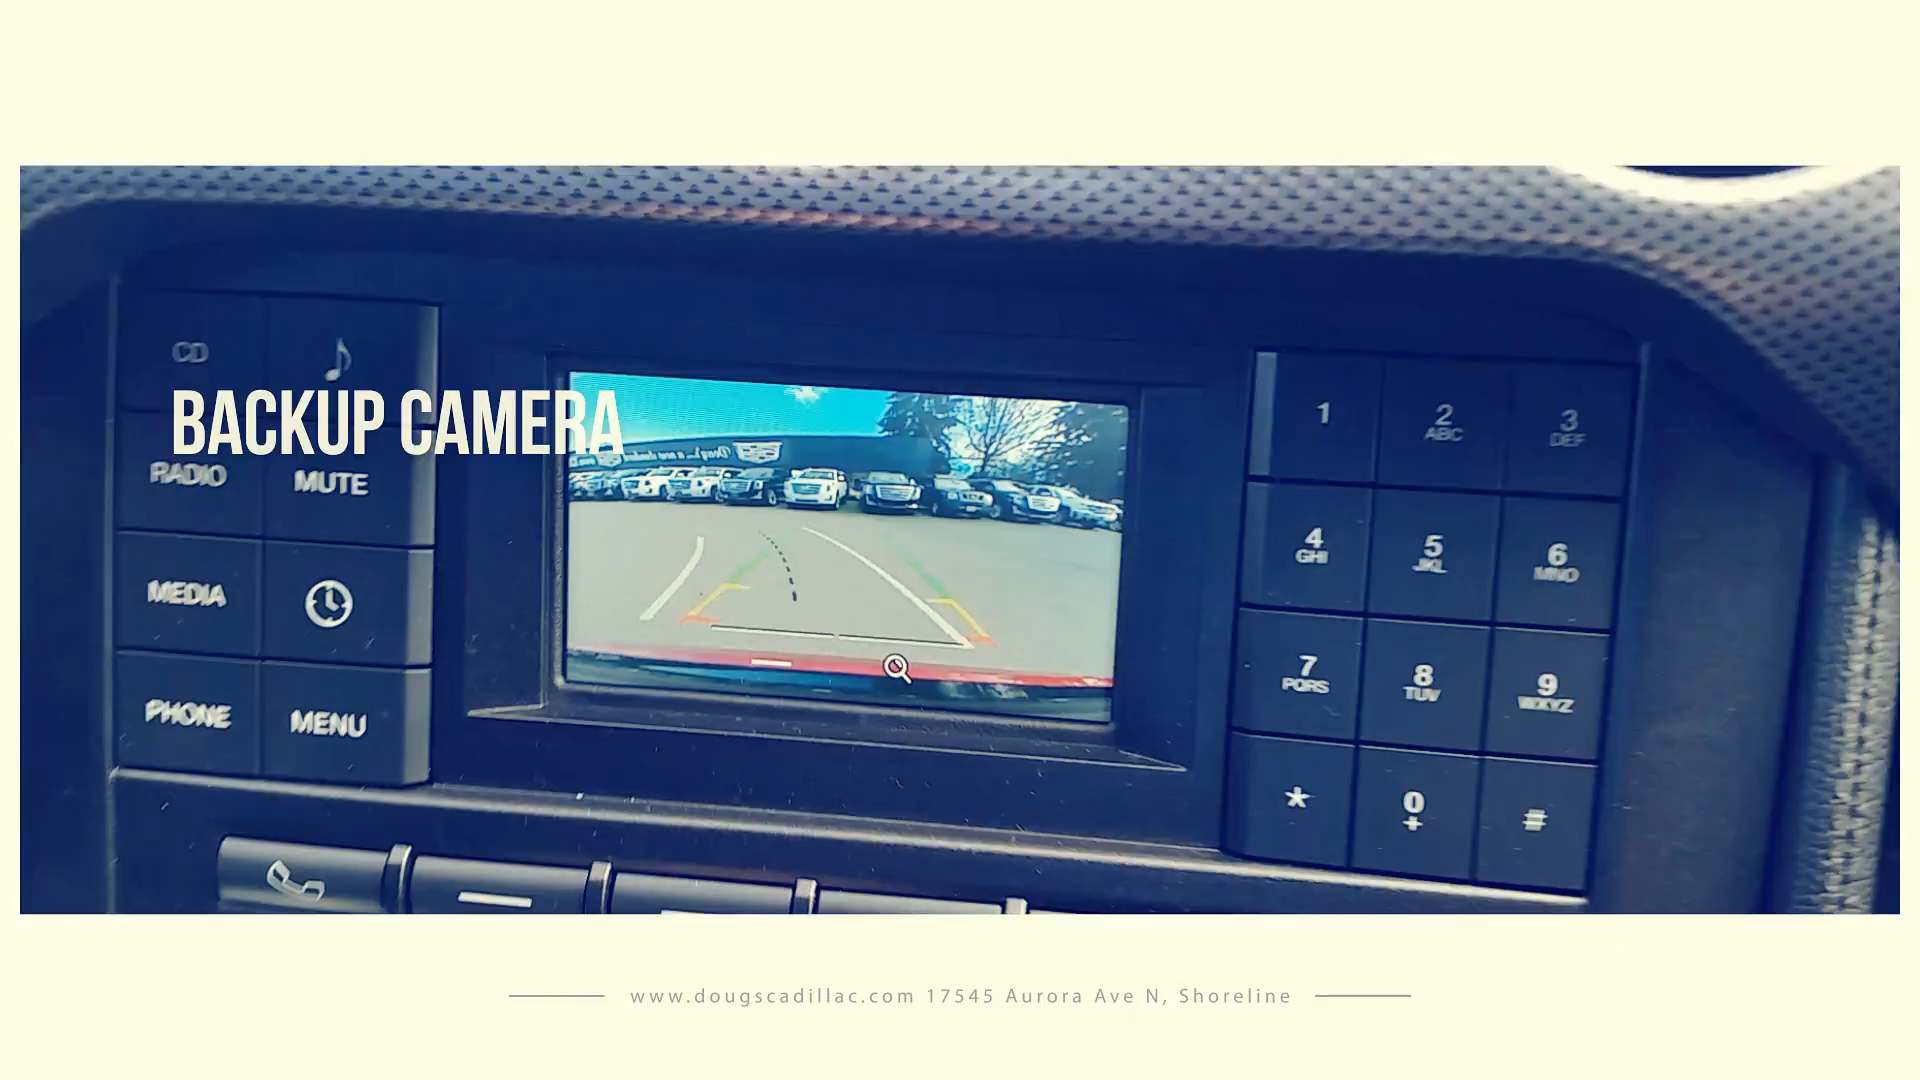 CD
BACKUP CAMERA
RADIO MUTE
MEDIA
PHONE MENU
1 2 3
ABC DEF
4 5 6
GHI JKL MNO
7 8 9
PQRS TUV WXYZ
* 0 #
+
www.dougscadillac.com 17545 Aurora Ave N, Shoreline